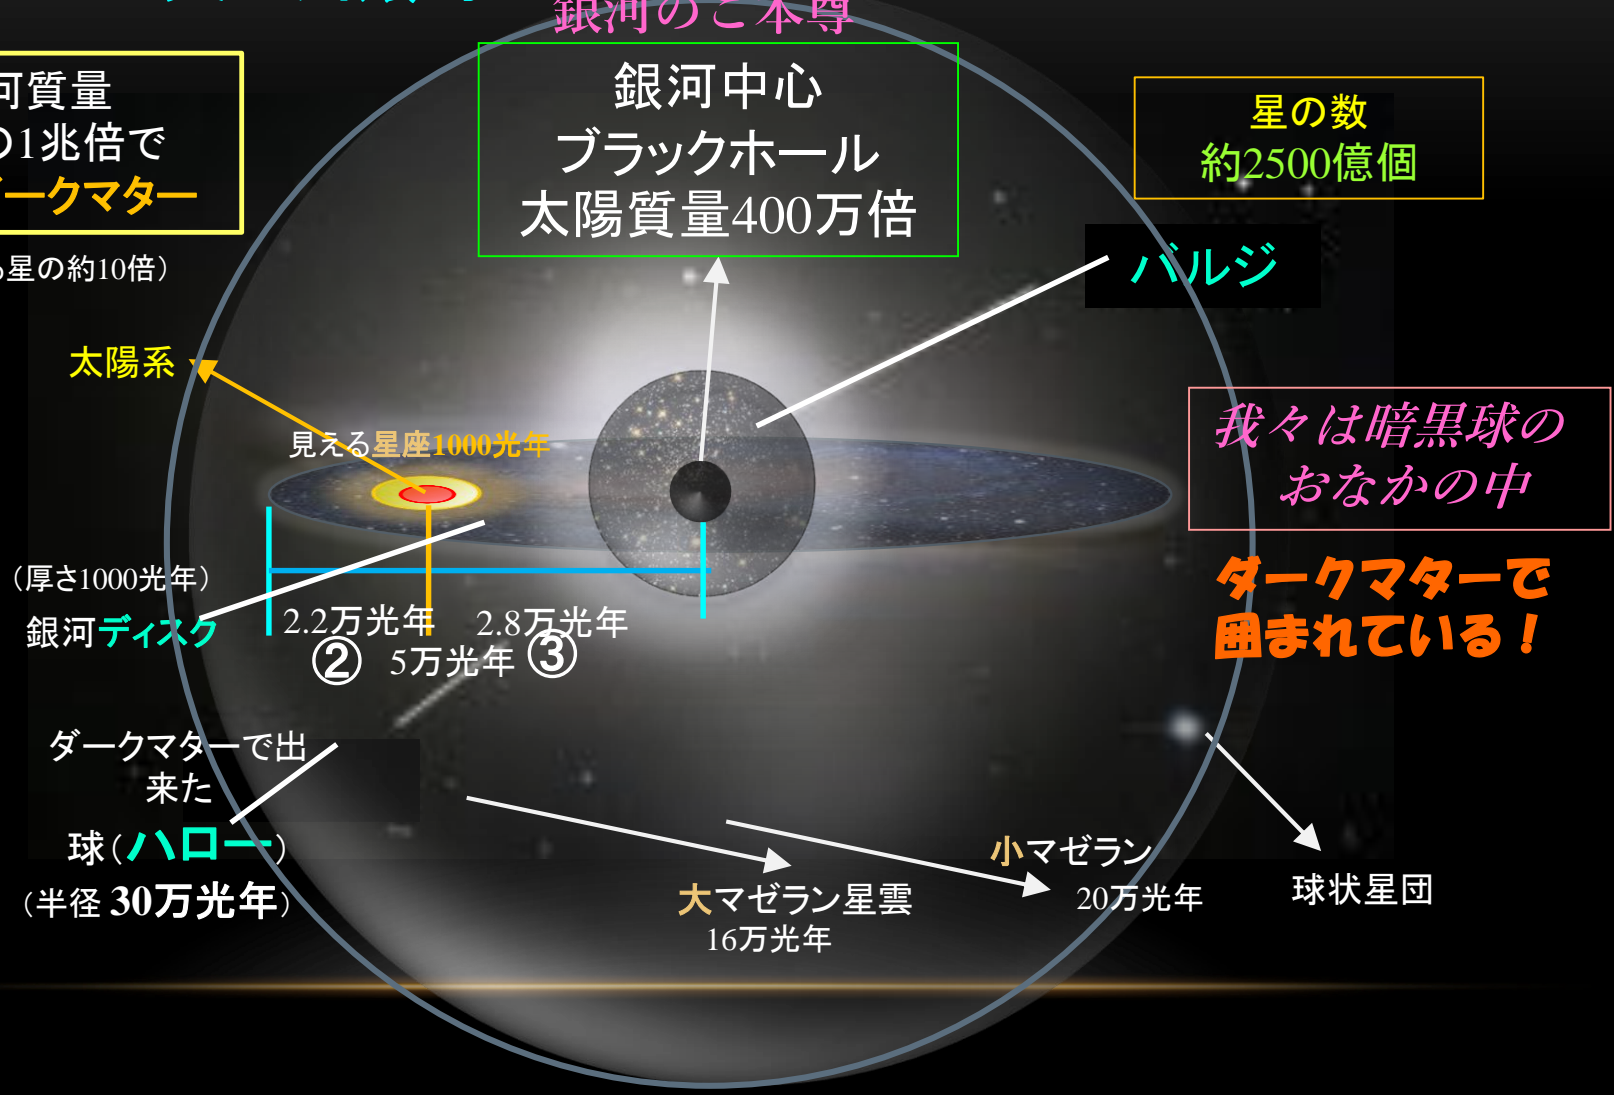 銀河のご本尊
河質量
の1兆倍で
ダークマター
星の約10倍）
銀河中心
ブラックホール
太陽質量400万倍
星の数
約2500億個
バルジ
太陽系
見える星座1000光年
我々は暗黒球の
おなかの中
ダークマターで
囲まれている！
（厚さ1000光年）
銀河ディスク
2.2万光年
2.8万光年
②
5万光年
③
ダークマターで出
来た
球（ハロー）
（半径 30万光年）
大マゼラン星雲
16万光年
小マゼラン
20万光年
球状星団